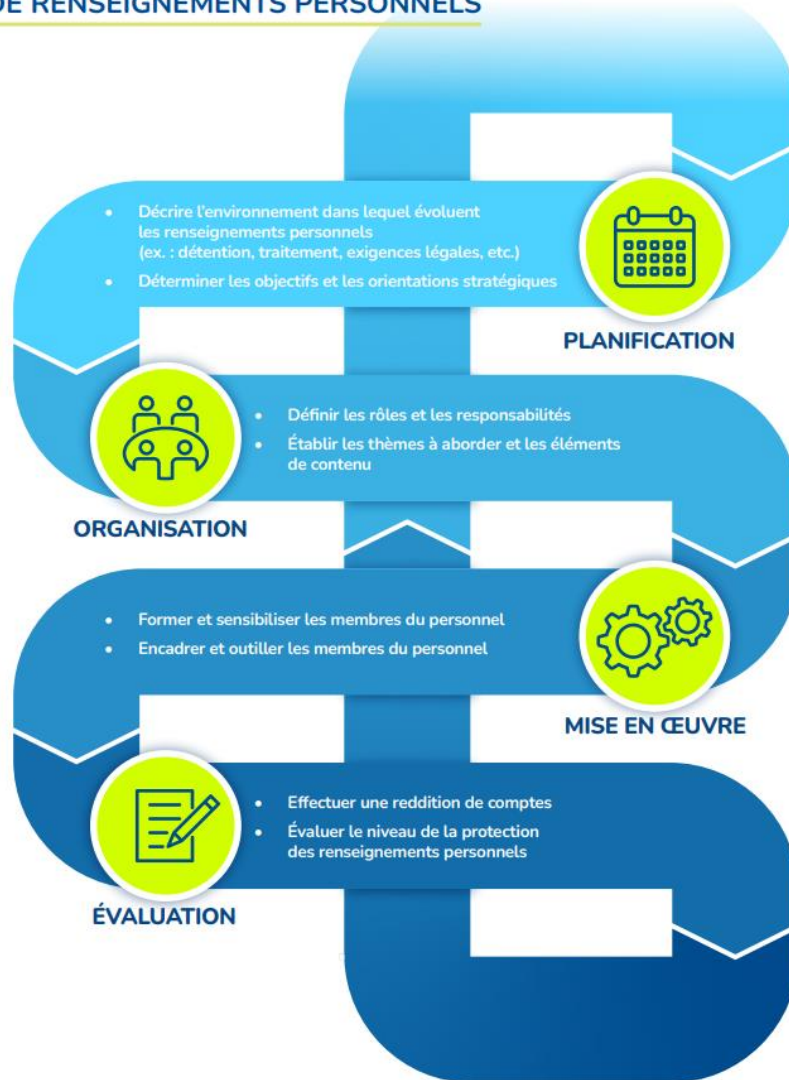 DE RENSEIGNEMENTS PERSONNELS
• Décrire l'environnement dans lequel évoluent
les renseignements personnels
(ex. : détention, traitement, exigences légales, etc.)
• Déterminer les objectifs et les orientations stratégiques
PLANIFICATION
• Définir les rôles et les responsabilités
• Établir les thèmes à aborder et les éléments
de contenu
ORGANISATION
• Former et sensibiliser les membres du personnel
• Encadrer et outiller les membres du personnel
MISE EN ŒUVRE
• Effectuer une reddition de comptes
• Évaluer le niveau de la protection
des renseignements personnels
ÉVALUATION